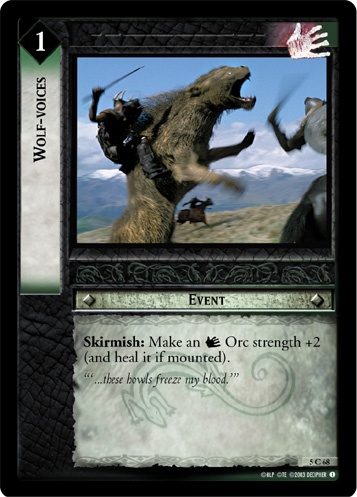 1
WOLF-VOICES
EVENT
Skirmish: Make an Orc strength +2
(and heal it if mounted).
“‘...these howls freeze my blood.’”
5 C 68
©NLP ©TE ©2003 DECIPHER 1